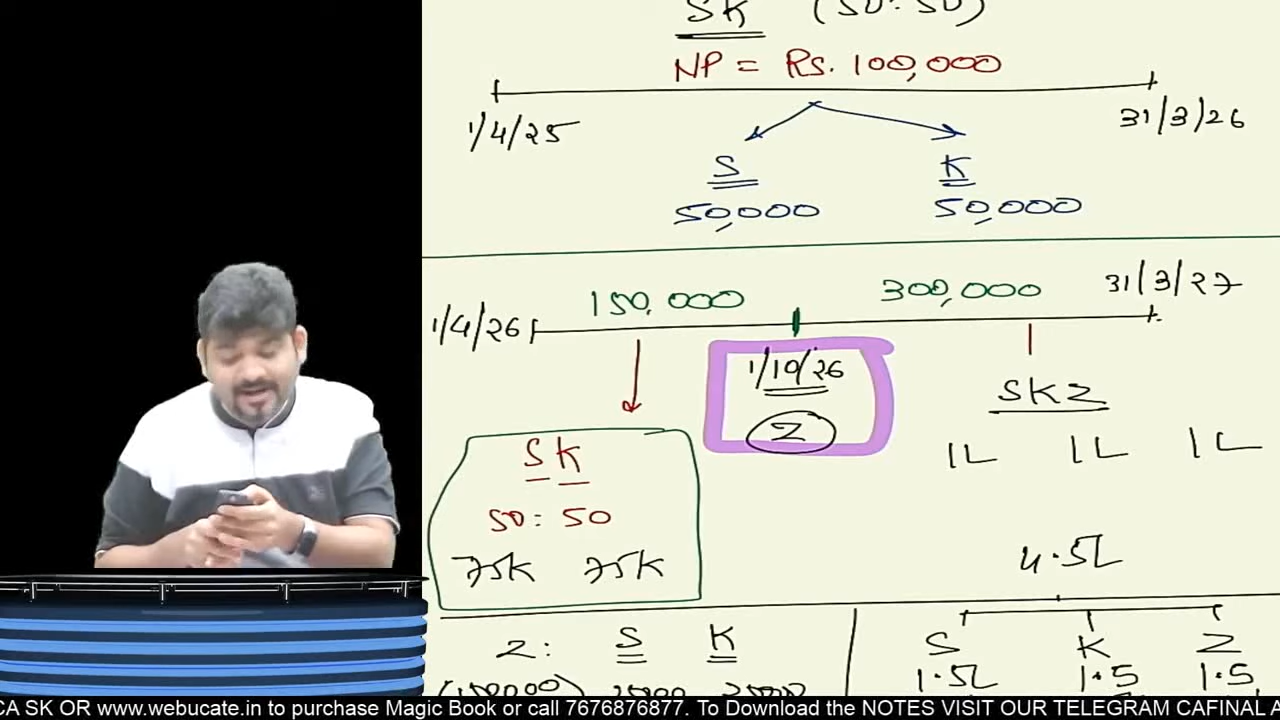 SK (50:50)
NP = Rs. 100,000
1/4/25
31/3/26
S K
50,000 50,000
150,000 300,000
1/4/26
31/3/27
1/10/26
Z
SK
50:50
75K 75K
SKZ
1L 1L 1L
4.5L
Z: S K
S K Z
1.5L 1.5 1.5
CA SK OR www.webucate.in to purchase Magic Book or call 7676876877. To Download the NOTES VISIT OUR TELEGRAM CAFINAL A